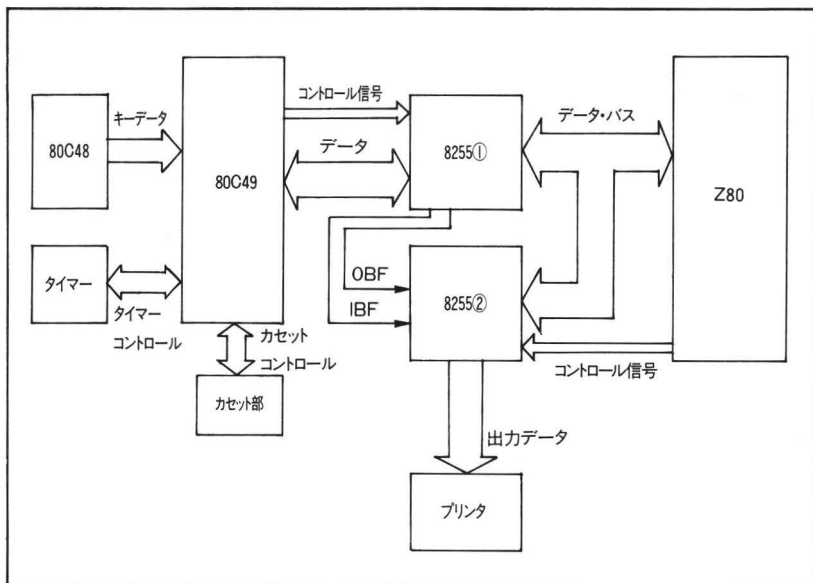 80C48
キーデータ
80C49
コントロール信号
データ
8255①
データ・バス
Z80
タイマー
タイマー
コントロール
カセット
コントロール
カセット部
OBF
IBF
8255②
コントロール信号
出力データ
プリンタ